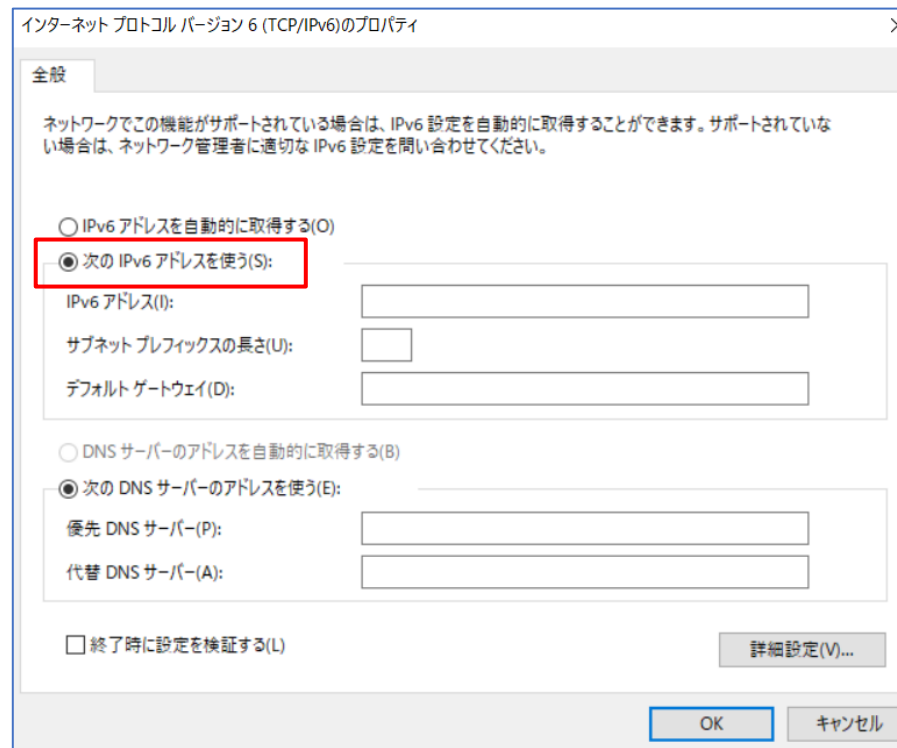 インターネット プロトコル バージョン 6 (TCP/IPv6)のプロパティ
全般
ネットワークでこの機能がサポートされている場合は、IPv6 設定を自動的に取得することができます。サポートされていな
い場合は、ネットワーク管理者に適切な IPv6 設定を問い合わせてください。
IPv6 アドレスを自動的に取得する(O)
次の IPv6 アドレスを使う(S):
IPv6 アドレス(I):
サブネット プレフィックスの長さ(U):
デフォルト ゲートウェイ(D):
DNS サーバーのアドレスを自動的に取得する(B)
次の DNS サーバーのアドレスを使う(E):
優先 DNS サーバー(P):
代替 DNS サーバー(A):
終了時に設定を検証する(L)
詳細設定(V)...
OK
キャンセル